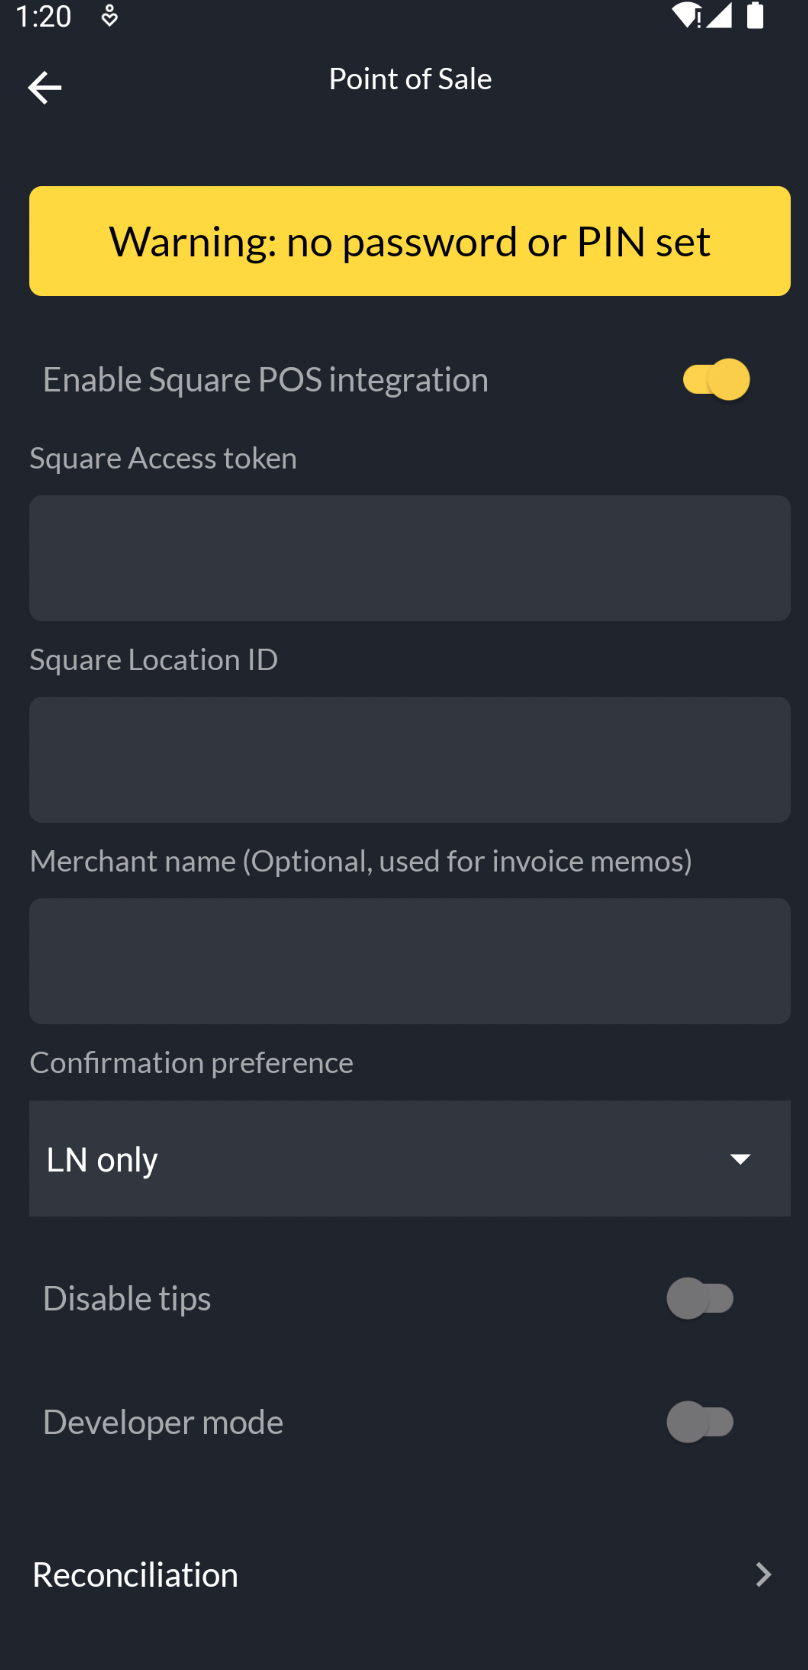 1:20
Point of Sale
Warning: no password or PIN set
Enable Square POS integration
Square Access token
Square Location ID
Merchant name (Optional, used for invoice memos)
Confirmation preference
LN only
Disable tips
Developer mode
Reconciliation